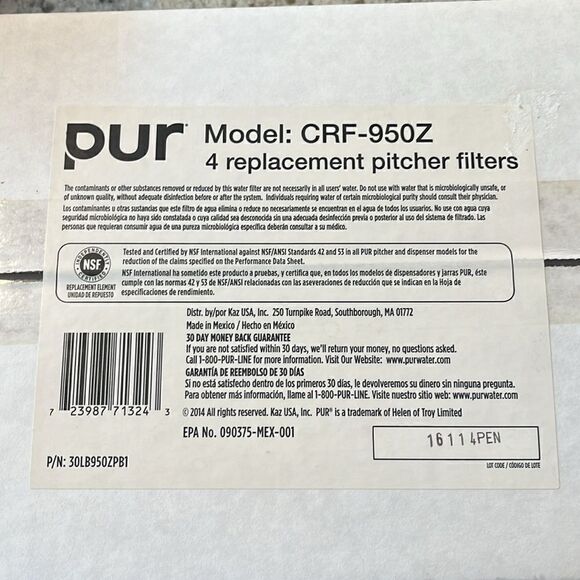 pur Model: CRF-950Z
4 replacement pitcher filters
The contaminants or other substances removed or reduced by this water filter are not necessarily in all users' water. Do not use with water that is microbiologically unsafe, or
of unknown quality, without adequate disinfection before or after the system. Individuals requiring water of certain microbiological purity should consult their physician.
Los contaminantes u otras sustancias que este filtro de agua elimina o reduce no necesariamente se encuentran en el agua de todos los usuarios. No use con agua cuya
seguridad microbiológica no haya sido constatada o cuya calidad sea desconocida sin una adecuada desinfección previa o posterior al uso del sistema de filtrado. Las
personas que requieran consumir agua de una pureza microbiológica específica deberán consultar a su médico.
INDEPENDENTLY
NSF
CERTIFIED
REPLACEMENT ELEMENT
UNIDAD DE REPUESTO
Tested and Certified by NSF International against NSF/ANSI Standards 42 and 53 in all PUR pitcher and dispenser models for the
reduction of the claims specified on the Performance Data Sheet.
NSF International ha sometido este producto a pruebas, y certifica que, en todos los modelos de dispensadores y jarras PUR, éste
cumple con las normas 42 y 53 de NSF/ANSI relacionadas con las aseveraciones de reducción que se indican en la Hoja de
especificaciones de rendimiento.
Distr. by/por Kaz USA, Inc. 250 Turnpike Road, Southborough, MA 01772
Made in Mexico / Hecho en México
30 DAY MONEY BACK GUARANTEE
If you are not satisfied within 30 days, we'll return your money, no questions asked.
Call 1-800-PUR-LINE for more information. Visit Our Website: www.purwater.com.
GARANTÍA DE REEMBOLSO DE 30 DÍAS
Si no está satisfecho dentro de los primeros 30 días, le devolveremos su dinero sin ninguna pregunta.
Para obtener más información, llame al 1-800-PUR-LINE. Visite nuestro sitio web: www.purwater.com.
© 2014 All rights reserved. Kaz USA, Inc. PUR® is a trademark of Helen of Troy Limited
7 23987 71324 3
EPA No. 090375-MEX-001
16114PEN
P/N: 30LB950ZPB1
LOT CODE / CÓDIGO DE LOTE